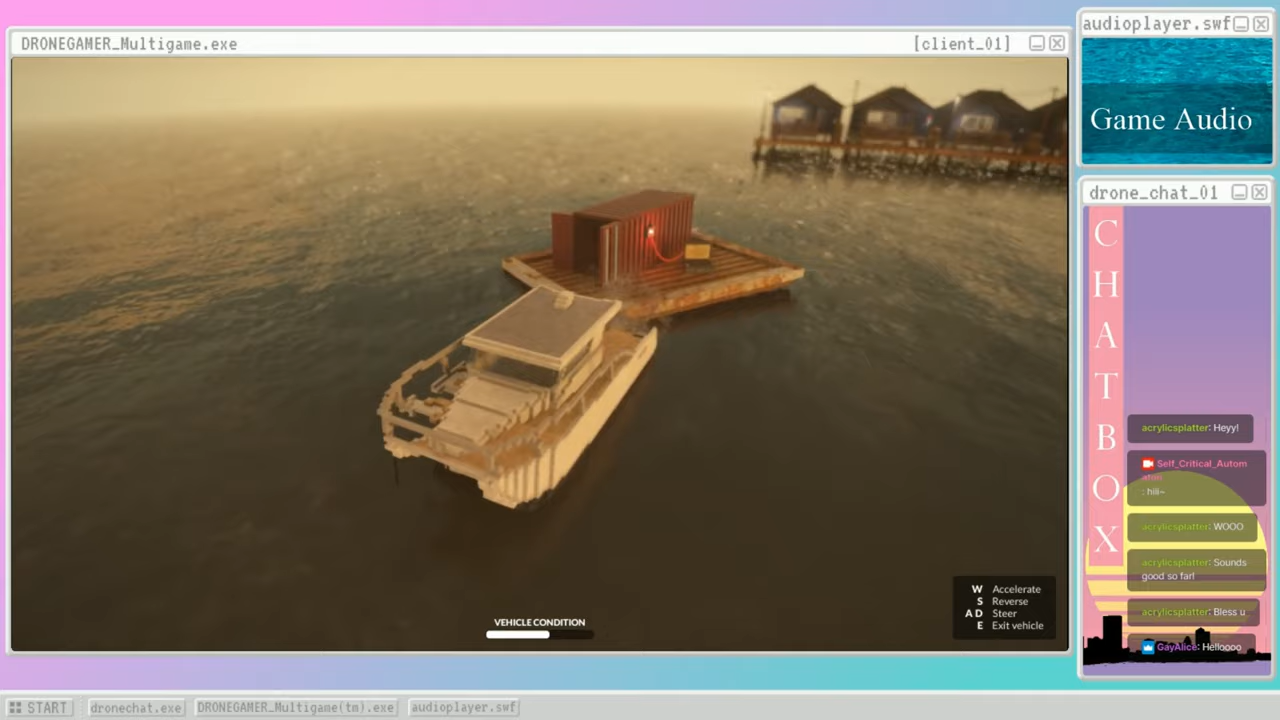 DRONEGAMER_Multigame.exe
[client_01]
VEHICLE CONDITION
W Accelerate
S Reverse
A D Steer
E Exit vehicle
audioplayer.swf
Game Audio
drone_chat_01
CHATBOX
acrylicsplatter: Heyy!
Self_Critical_Autom
aton
: hiii~
acrylicsplatter: WOOO
acrylicsplatter: Sounds
good so far!
acrylicsplatter: Bless u
GayAlice: Helloooo
START
dronechat.exe
DRONEGAMER_Multigame(tm).exe
audioplayer.swf